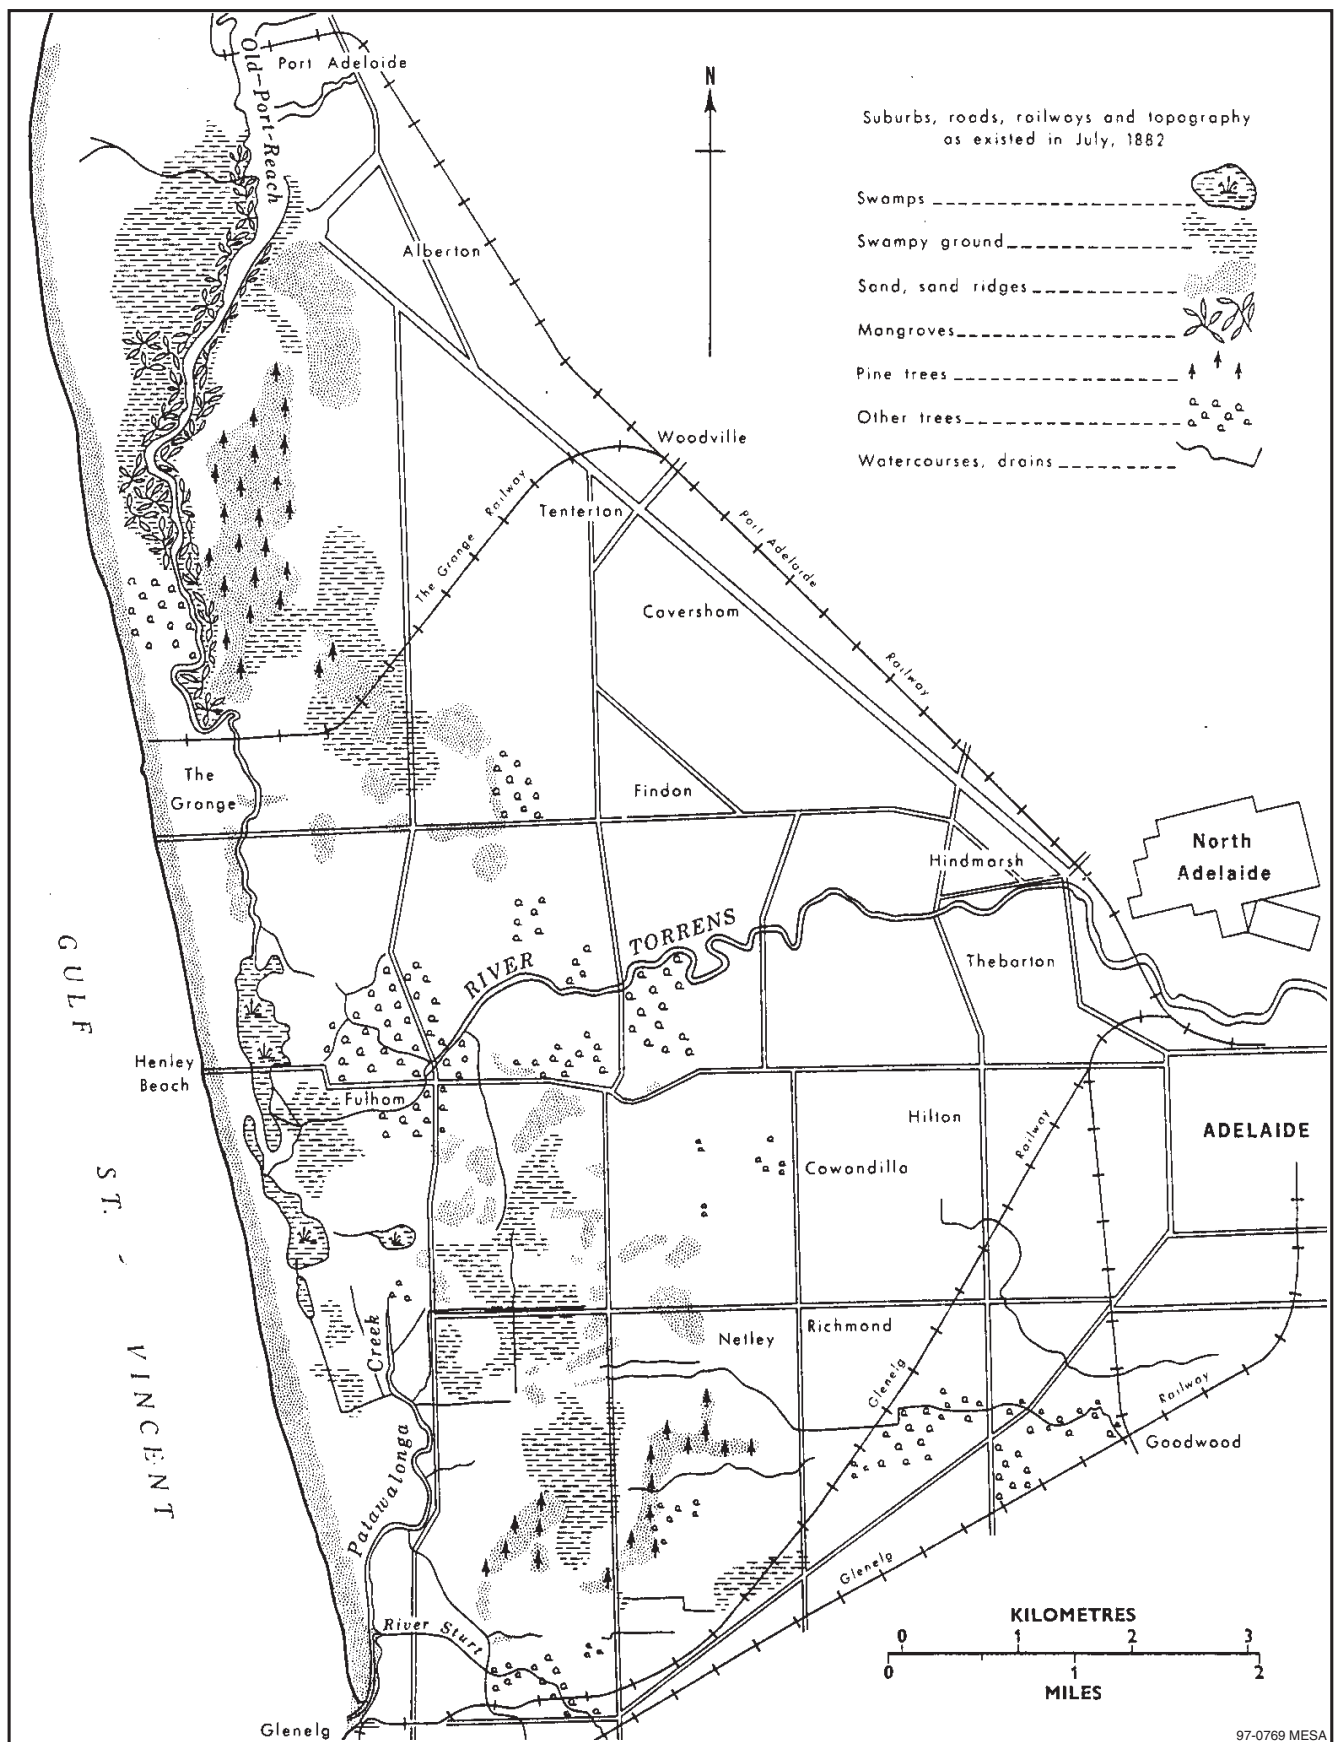 Old-Port-Reach
Port Adelaide
N
Suburbs, roads, railways and topography
as existed in July, 1882
Swamps
Swampy ground
Sand, sand ridges
Mangroves
Pine trees
Other trees
Watercourses, drains
Alberton
Woodville
The Grange Railway
Tenterton
Port Adelaide
Railway
Caversham
The
Grange
Findon
Hindmarsh
North
Adelaide
RIVER TORRENS
Thebarton
GULF
ST.
VINCENT
Henley
Beach
Fulham
Hilton
Railway
ADELAIDE
Cowandilla
Creek
Patawalonga
Netley
Richmond
Glenelg
Railway
Goodwood
Glenelg
River Sturt
Glenelg
KILOMETRES
0 1 2 3
0 1 2
MILES
97-0769 MESA